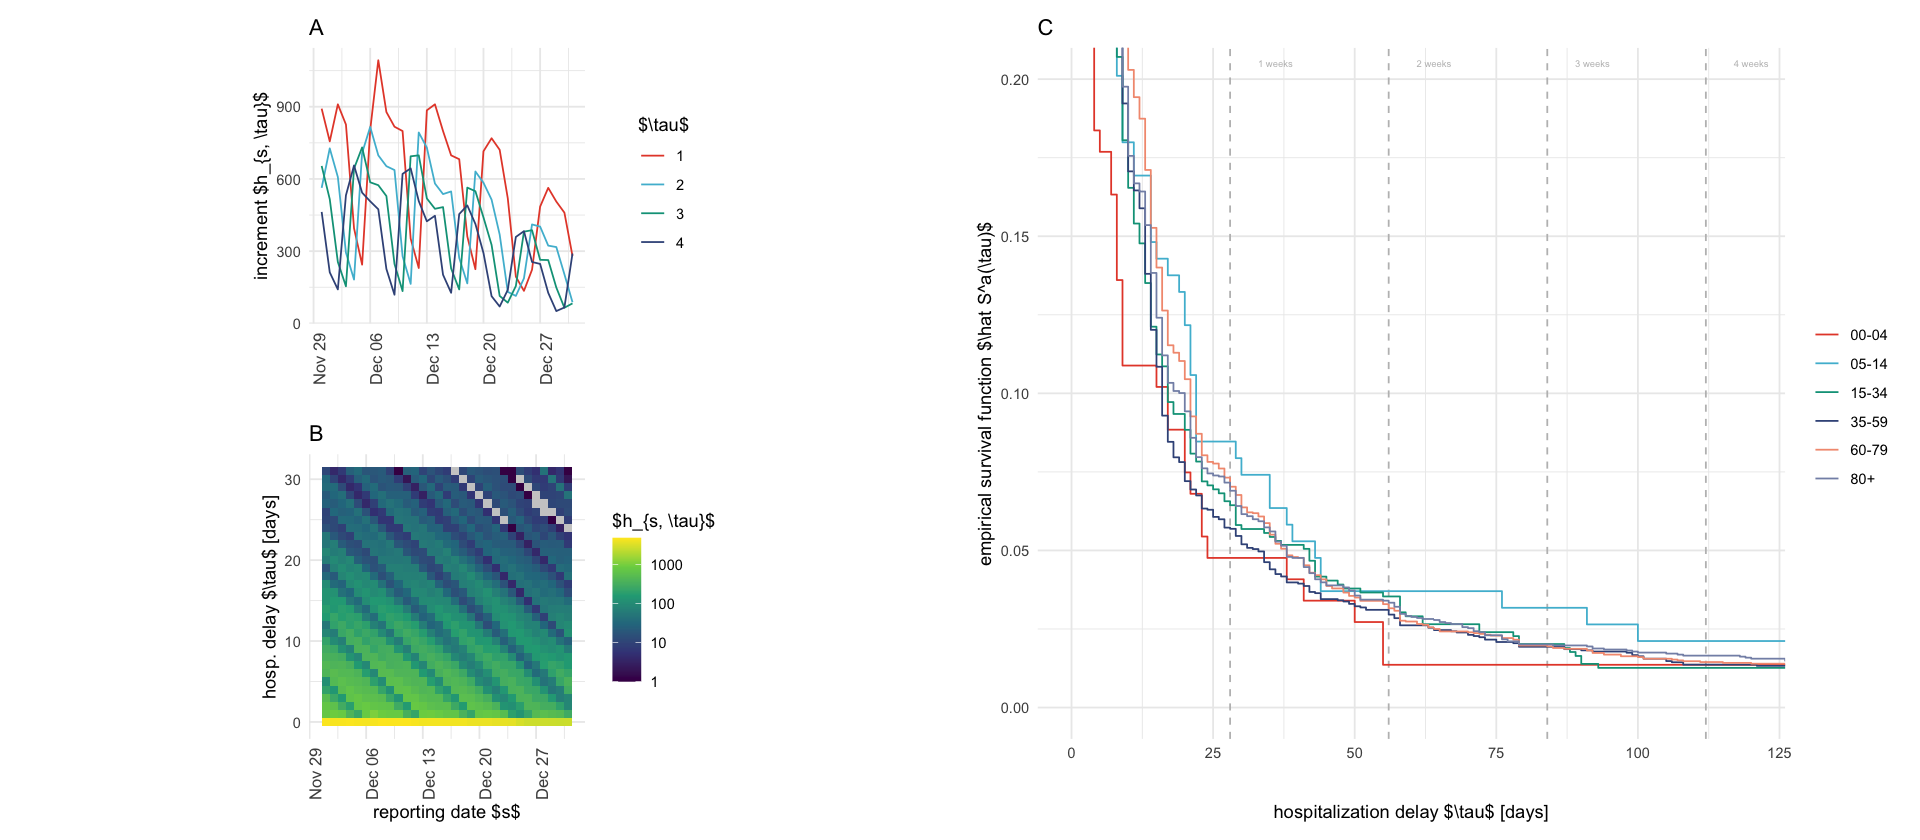 A
increment $h_{s, \tau}$
900
600
300
0
Nov 29
Dec 06
Dec 13
Dec 20
Dec 27
$\tau$
1
2
3
4
B
hosp. delay $\tau$ [days]
30
20
10
0
Nov 29
Dec 06
Dec 13
Dec 20
Dec 27
reporting date $s$
$h_{s, \tau}$
1000
100
10
1
C
empirical survival function $\hat S^a(\tau)$
0.20
0.15
0.10
0.05
0.00
1 weeks
2 weeks
3 weeks
4 weeks
0
25
50
75
100
125
hospitalization delay $\tau$ [days]
00-04
05-14
15-34
35-59
60-79
80+